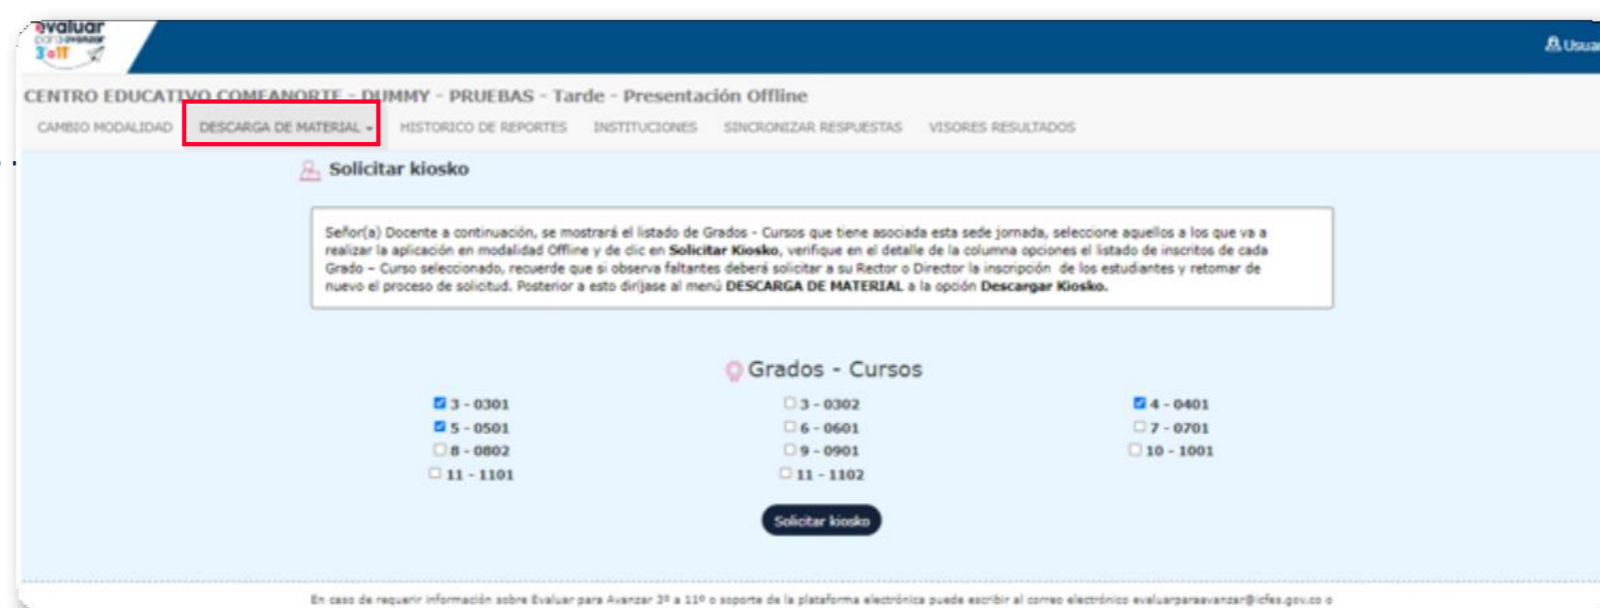 evaluar
para avanzar
3°a11°
Usuar
CENTRO EDUCATIVO COMEANORTE - DUMMY - PRUEBAS - Tarde - Presentación Offline
CAMBIO MODALIDAD DESCARGA DE MATERIAL HISTORICO DE REPORTES INSTITUCIONES SINCRONIZAR RESPUESTAS VISORES RESULTADOS
Solicitar kiosko
Señor(a) Docente a continuación, se mostrará el listado de Grados - Cursos que tiene asociada esta sede jornada, seleccione aquellos a los que va a
realizar la aplicación en modalidad Offline y de clic en Solicitar Kiosko, verifique en el detalle de la columna opciones el listado de inscritos de cada
Grado – Curso seleccionado, recuerde que si observa faltantes deberá solicitar a su Rector o Director la inscripción de los estudiantes y retomar de
nuevo el proceso de solicitud. Posterior a esto diríjase al menú DESCARGA DE MATERIAL a la opción Descargar Kiosko.
Grados - Cursos
3 - 0301 3 - 0302 4 - 0401
5 - 0501 6 - 0601 7 - 0701
8 - 0802 9 - 0901 10 - 1001
11 - 1101 11 - 1102
Solicitar kiosko
En caso de requerir información sobre Evaluar para Avanzar 3º a 11º o soporte de la plataforma electrónica puede escribir al correo electrónico evaluarparaavanzar@icfes.gov.co o